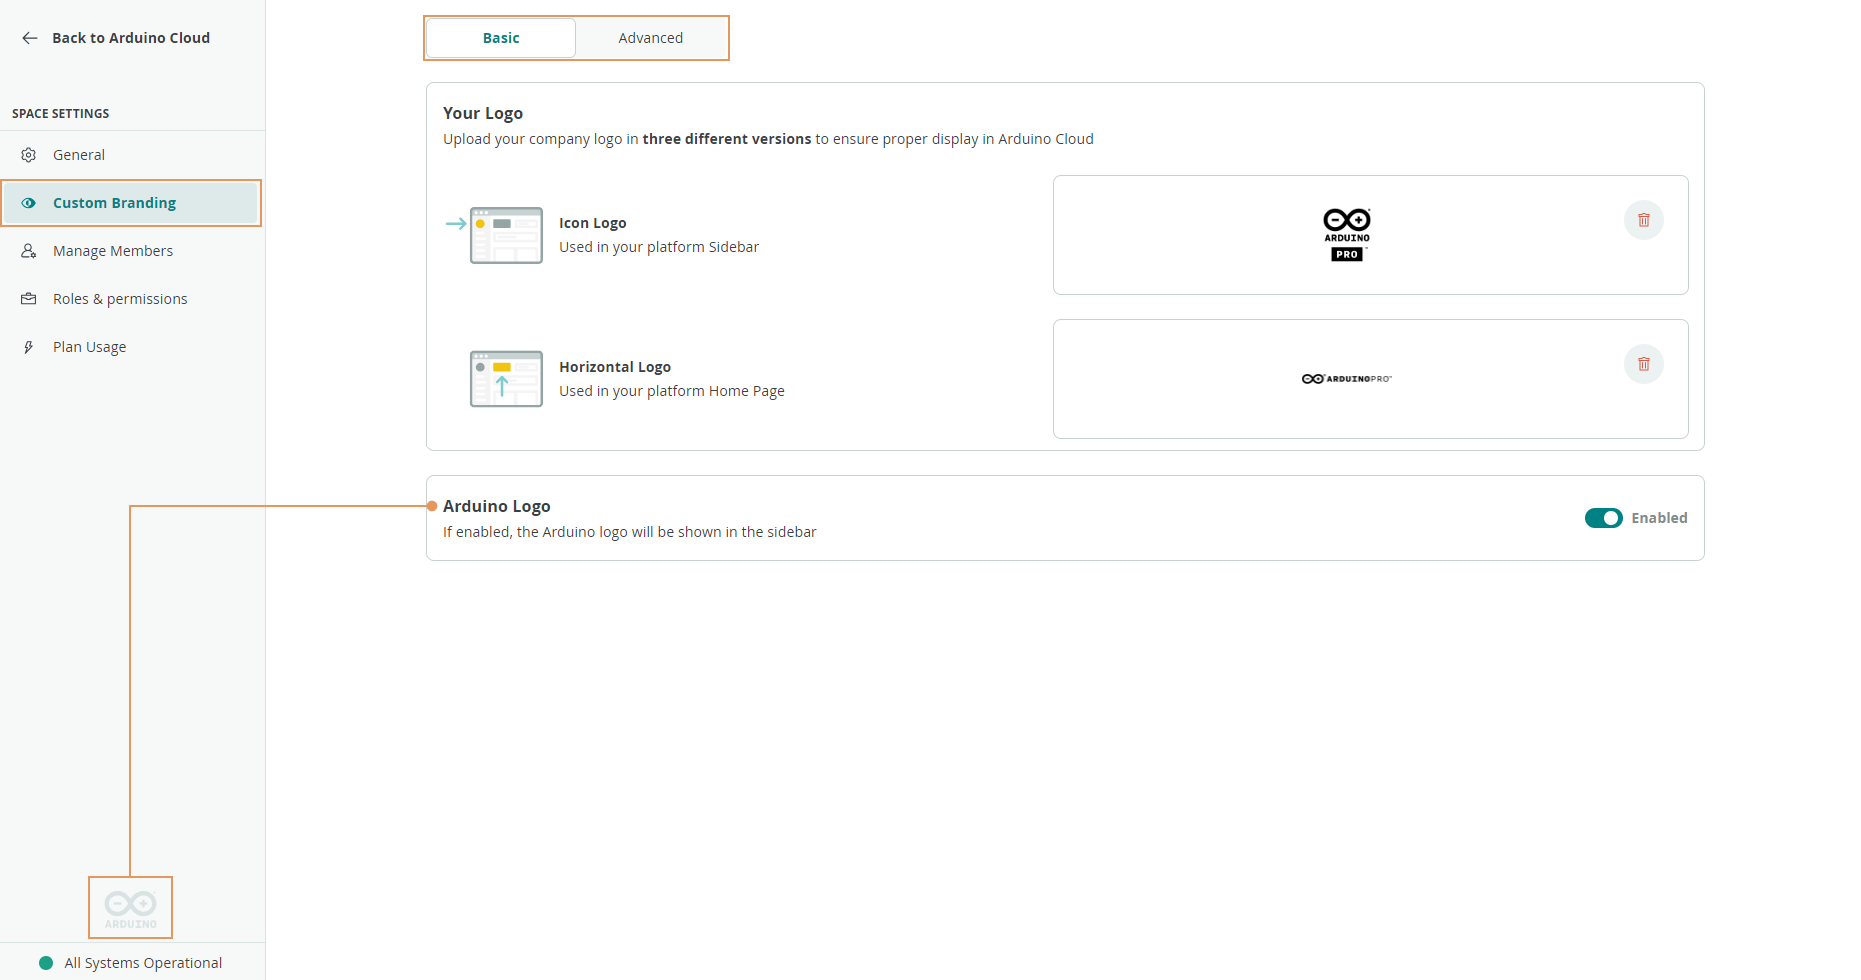 Back to Arduino Cloud
SPACE SETTINGS
General
Custom Branding
Manage Members
Roles & permissions
Plan Usage
ARDUINO
All Systems Operational
Basic
Advanced
Your Logo
Upload your company logo in three different versions to ensure proper display in Arduino Cloud
Icon Logo
Used in your platform Sidebar
ARDUINO
PRO
Horizontal Logo
Used in your platform Home Page
ARDUINOPRO
Arduino Logo
If enabled, the Arduino logo will be shown in the sidebar
Enabled